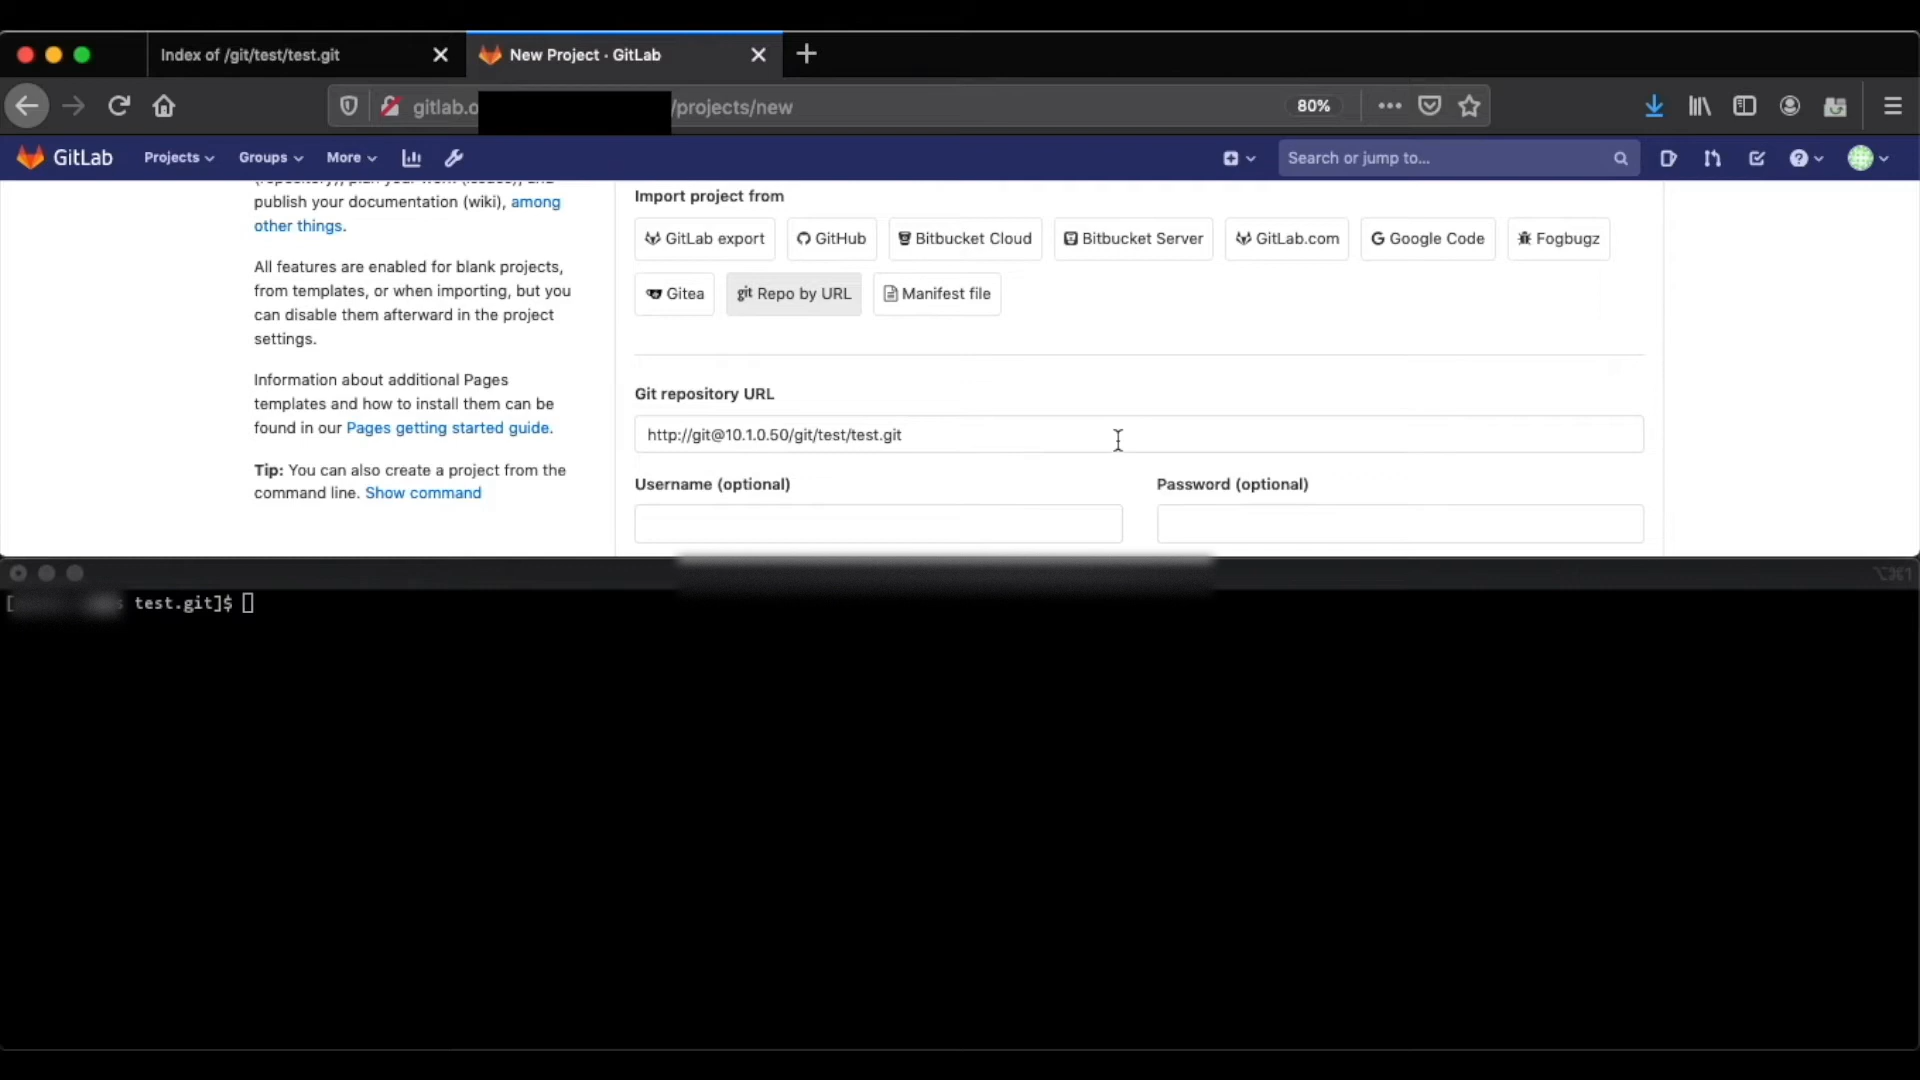 Index of /git/test/test.git
New Project · GitLab
gitlab.o /projects/new
80%
GitLab
Projects
Groups
More
Search or jump to...
publish your documentation (wiki), among
other things.
All features are enabled for blank projects,
from templates, or when importing, but you
can disable them afterward in the project
settings.
Information about additional Pages
templates and how to install them can be
found in our Pages getting started guide.
Tip: You can also create a project from the
command line. Show command
Import project from
GitLab export
GitHub
Bitbucket Cloud
Bitbucket Server
GitLab.com
Google Code
Fogbugz
Gitea
git Repo by URL
Manifest file
Git repository URL
http://git@10.1.0.50/git/test/test.git
Username (optional)
Password (optional)
⌥⌘1
[ test.git]$